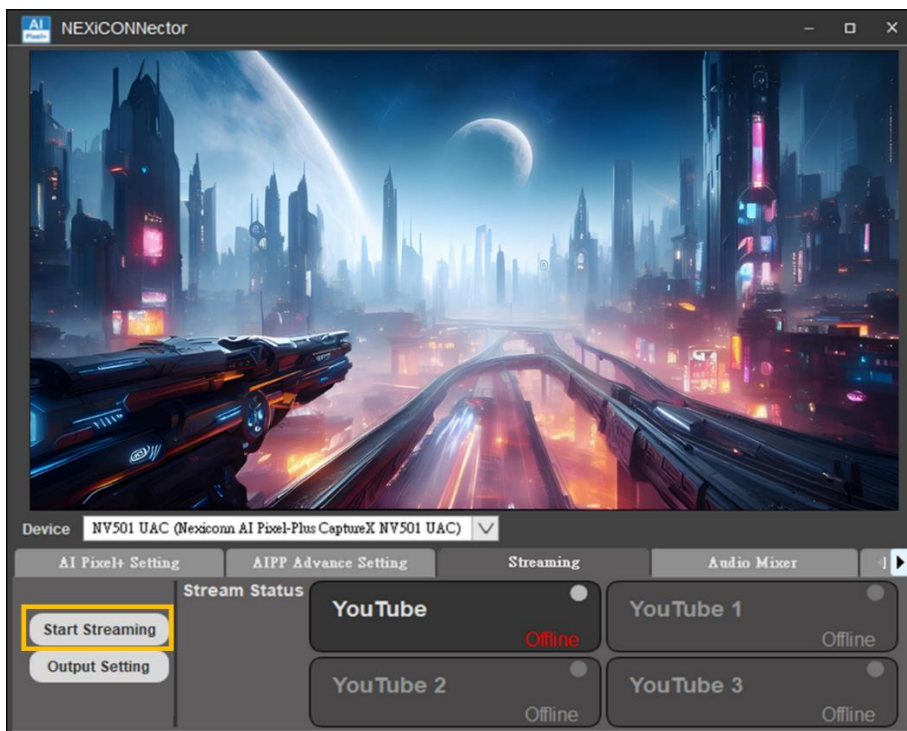 AI
Pixel+
NEXiCONNector
Device NV501 UAC (Nexiconn AI Pixel-Plus CaptureX NV501 UAC)
AI Pixel+ Setting AIPP Advance Setting Streaming Audio Mixer
Stream Status
Start Streaming
Output Setting
YouTube
Offline
YouTube 1
Offline
YouTube 2
Offline
YouTube 3
Offline